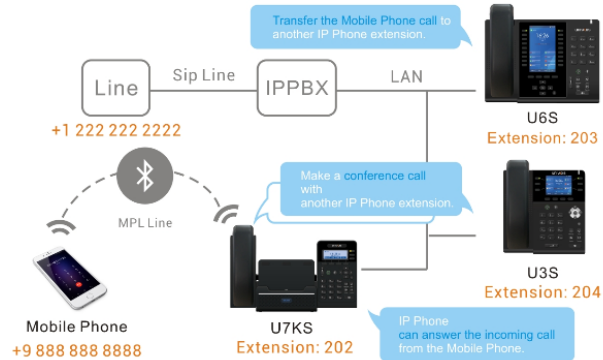 Transfer the Mobile Phone call to
another IP Phone extension.
Line
Sip Line
IPPBX
LAN
+1 222 222 2222
U6S
Extension: 203
Make a conference call
with
another IP Phone extension.
MPL Line
U3S
Extension: 204
Mobile Phone
+9 888 888 8888
U7KS
Extension: 202
IP Phone
can answer the incoming call
from the Mobile Phone.